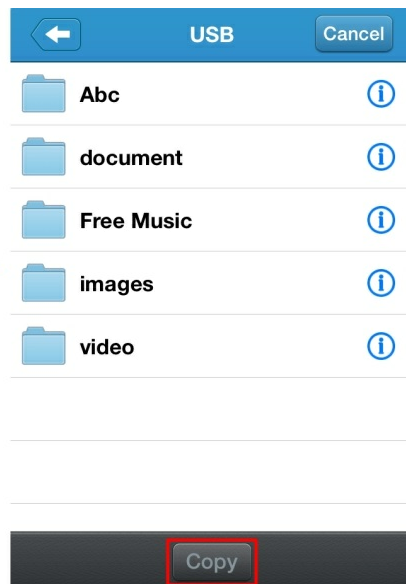 USB Cancel
Abc
document
Free Music
images
video
Copy